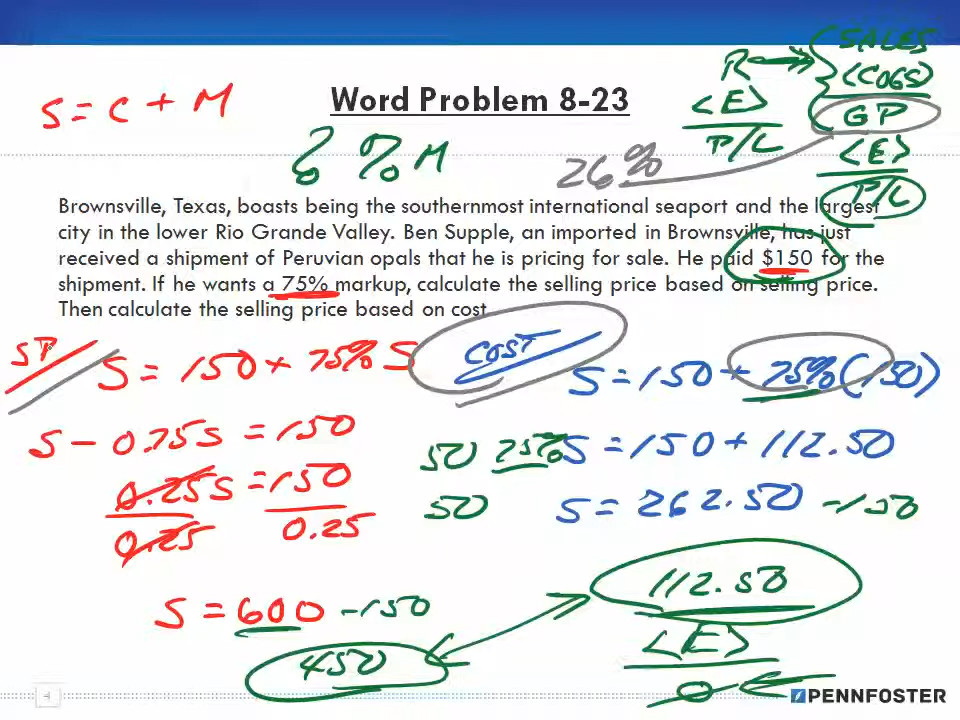 S = C + M
Word Problem 8-23
R
<E>
P/L
SALES
<COGS)
GP
<E>
P/L
$ %M
26%
Brownsville, Texas, boasts being the southernmost international seaport and the largest
city in the lower Rio Grande Valley. Ben Supple, an imported in Brownsville, has just
received a shipment of Peruvian opals that he is pricing for sale. He paid $150 for the
shipment. If he wants a 75% markup, calculate the selling price based on selling price.
Then calculate the selling price based on cost
SP
S = 150 + 75% S
S - 0.75S = 150
0.25S = 150
0.25 0.25
S = 600 -150
450
COST
S = 150 + 75% (150)
S = 150 + 112.50
S = 262.50 -150
50 25%
50
112.50
<E>
0
4
PENNFOSTER